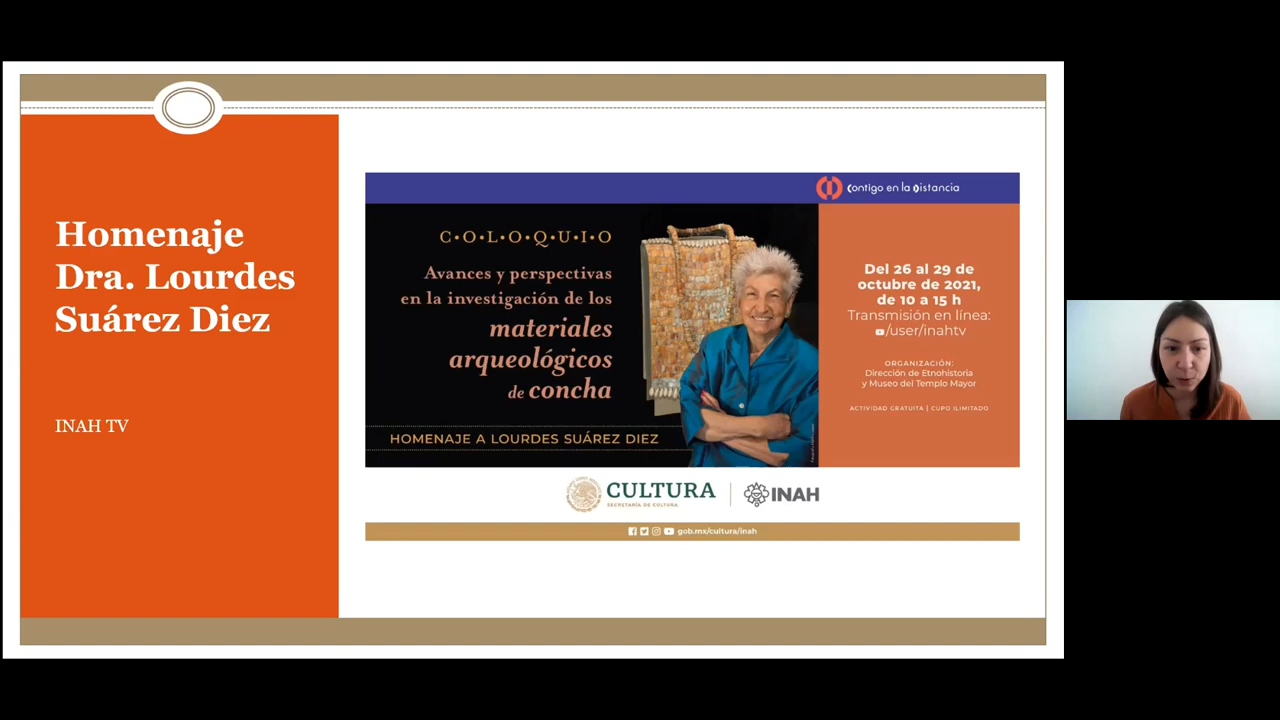 Homenaje
Dra. Lourdes
Suárez Diez
INAH TV
Contigo en la Distancia
C•O•L•O•Q•U•I•O
Avances y perspectivas
en la investigación de los
materiales
arqueológicos
de concha
HOMENAJE A LOURDES SUÁREZ DIEZ
Del 26 al 29 de
octubre de 2021,
de 10 a 15 h
Transmisión en línea:
/user/inahtv
ORGANIZACIÓN:
Dirección de Etnohistoria
y Museo del Templo Mayor
ACTIVIDAD GRATUITA | CUPO ILIMITADO
CULTURA
SECRETARÍA DE CULTURA
INAH
gob.mx/cultura/inah